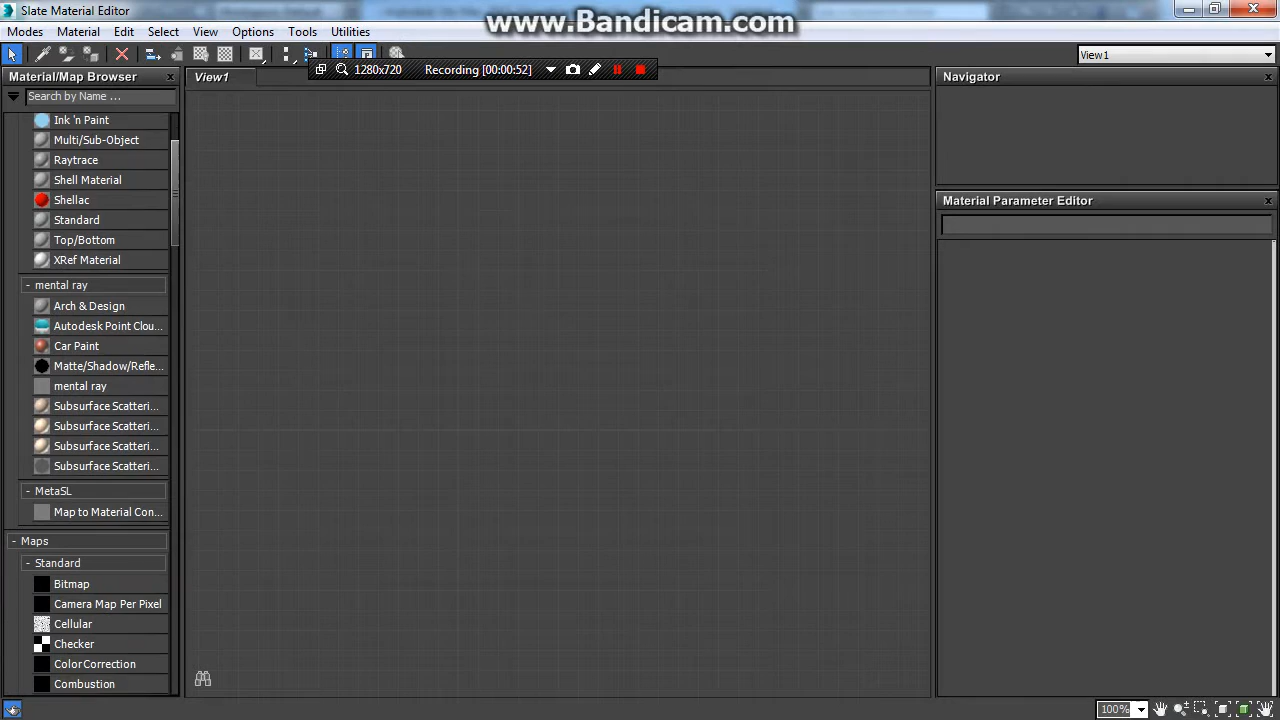 Slate Material Editor
www.Bandicam.com
Modes Material Edit Select View Options Tools Utilities
1280x720 Recording [00:00:52]
View1
Material/Map Browser
View1
Navigator
Search by Name ...
Ink 'n Paint
Multi/Sub-Object
Raytrace
Shell Material
Shellac
Standard
Top/Bottom
XRef Material
- mental ray
Arch & Design
Autodesk Point Clou...
Car Paint
Matte/Shadow/Refle...
mental ray
Subsurface Scatteri...
Subsurface Scatteri...
Subsurface Scatteri...
Subsurface Scatteri...
- MetaSL
Map to Material Con...
- Maps
- Standard
Bitmap
Camera Map Per Pixel
Cellular
Checker
Color Correction
Combustion
Material Parameter Editor
100%